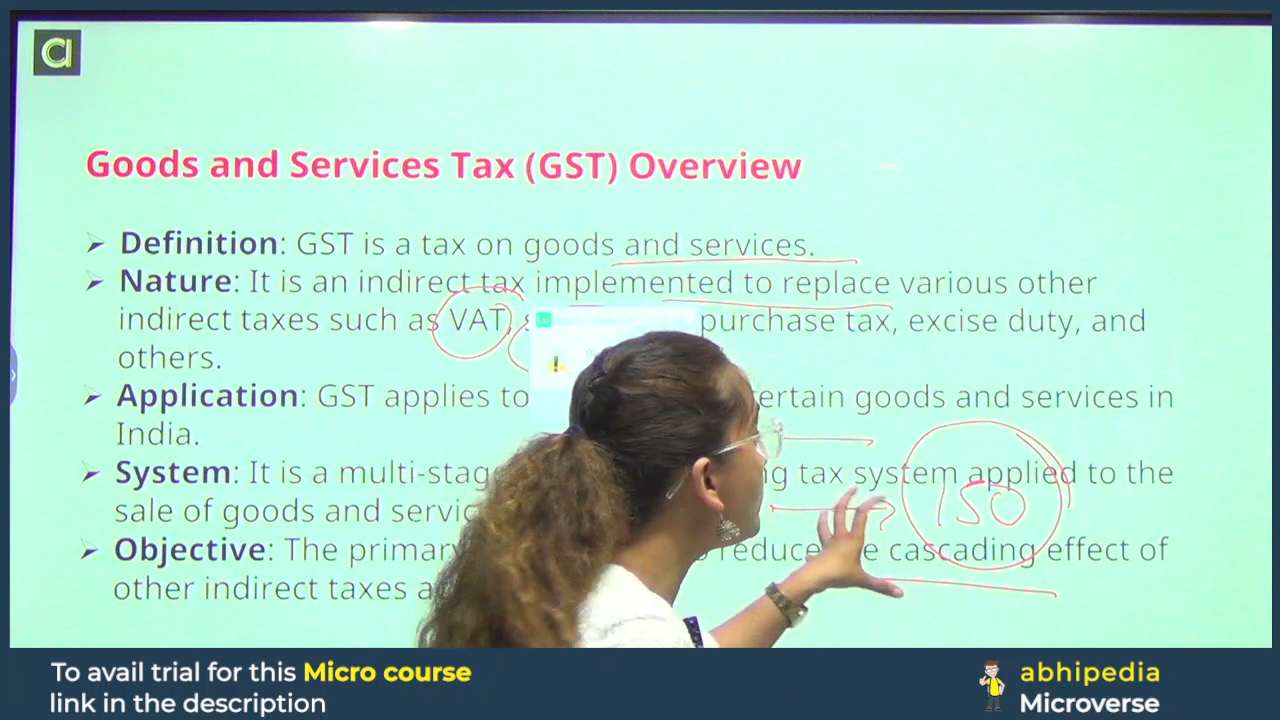 a
Goods and Services Tax (GST) Overview
➤ Definition: GST is a tax on goods and services.
➤ Nature: It is an indirect tax implemented to replace various other
indirect taxes such as VAT, purchase tax, excise duty, and
others.
➤ Application: GST applies to certain goods and services in
India.
➤ System: It is a multi-stage tax system applied to the
sale of goods and
➤ Objective: The primary reduce cascading effect of
other indirect taxes
150
To avail trial for this Micro course
link in the description
abhipedia
Microverse